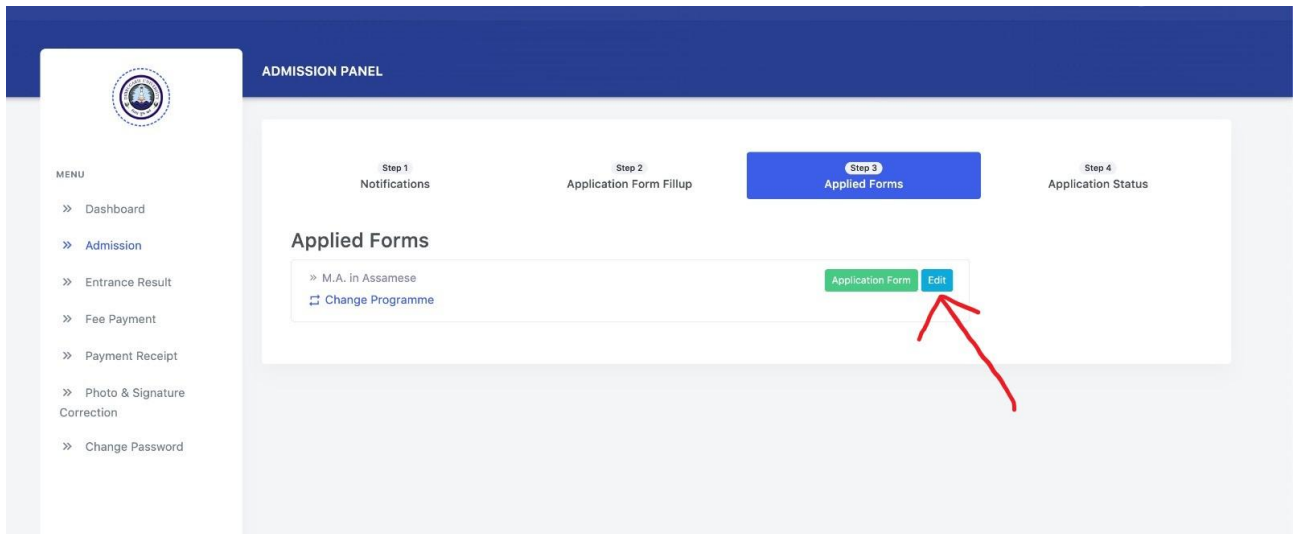 ADMISSION PANEL
MENU
» Dashboard
» Admission
» Entrance Result
» Fee Payment
» Payment Receipt
» Photo & Signature
Correction
» Change Password
Step 1
Notifications
Step 2
Application Form Fillup
Step 3
Applied Forms
Step 4
Application Status
Applied Forms
» M.A. in Assamese
Application Form
Edit
Change Programme